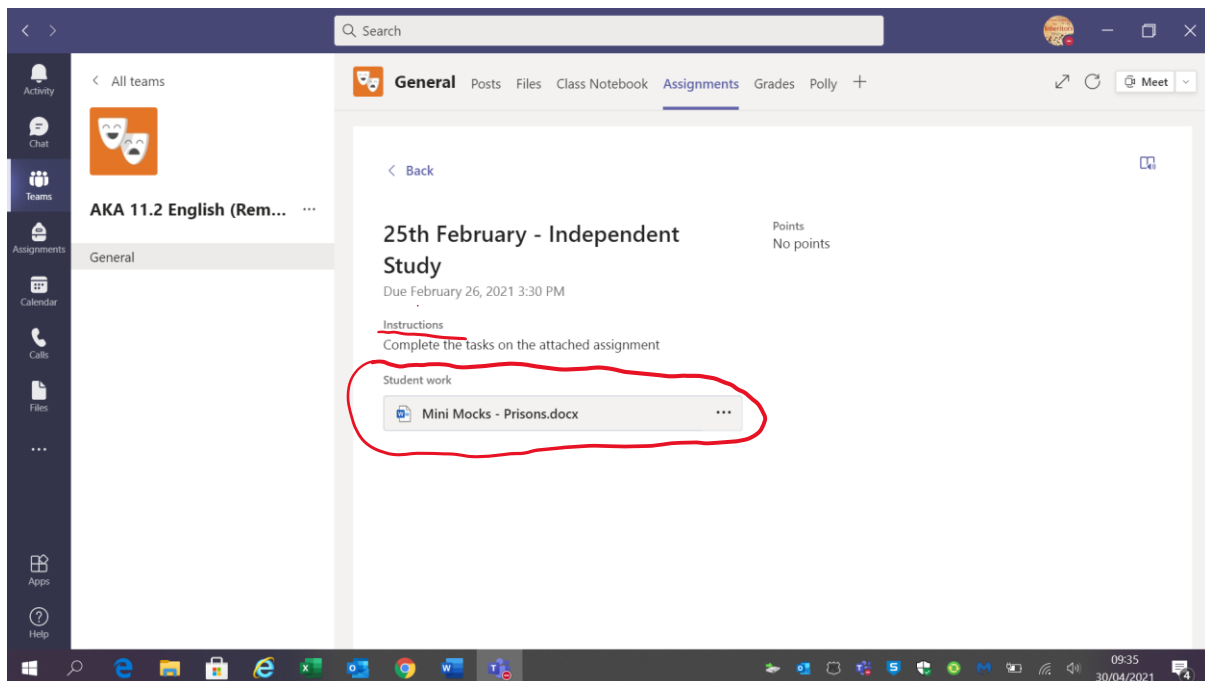 Search
Activity
Chat
Teams
Assignments
Calendar
Calls
Files
Apps
Help
All teams
AKA 11.2 English (Rem... ...
General
General Posts Files Class Notebook Assignments Grades Polly +
Meet
Back
25th February - Independent
Study
Due February 26, 2021 3:30 PM
Points
No points
Instructions
Complete the tasks on the attached assignment
Student work
Mini Mocks - Prisons.docx ...
09:35
30/04/2021
4